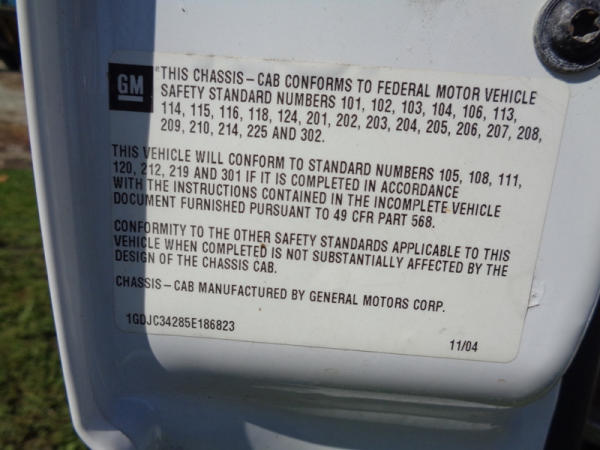 GM
"THIS CHASSIS-CAB CONFORMS TO FEDERAL MOTOR VEHICLE
SAFETY STANDARD NUMBERS 101, 102, 103, 104, 106, 113,
114, 115, 116, 118, 124, 201, 202, 203, 204, 205, 206, 207, 208,
209, 210, 214, 225 AND 302.
THIS VEHICLE WILL CONFORM TO STANDARD NUMBERS 105, 108, 111,
120, 212, 219 AND 301 IF IT IS COMPLETED IN ACCORDANCE
WITH THE INSTRUCTIONS CONTAINED IN THE INCOMPLETE VEHICLE
DOCUMENT FURNISHED PURSUANT TO 49 CFR PART 568.
CONFORMITY TO THE OTHER SAFETY STANDARDS APPLICABLE TO THIS
VEHICLE WHEN COMPLETED IS NOT SUBSTANTIALLY AFFECTED BY THE
DESIGN OF THE CHASSIS CAB.
CHASSIS-CAB MANUFACTURED BY GENERAL MOTORS CORP.
1GDJC34285E186823 11/04